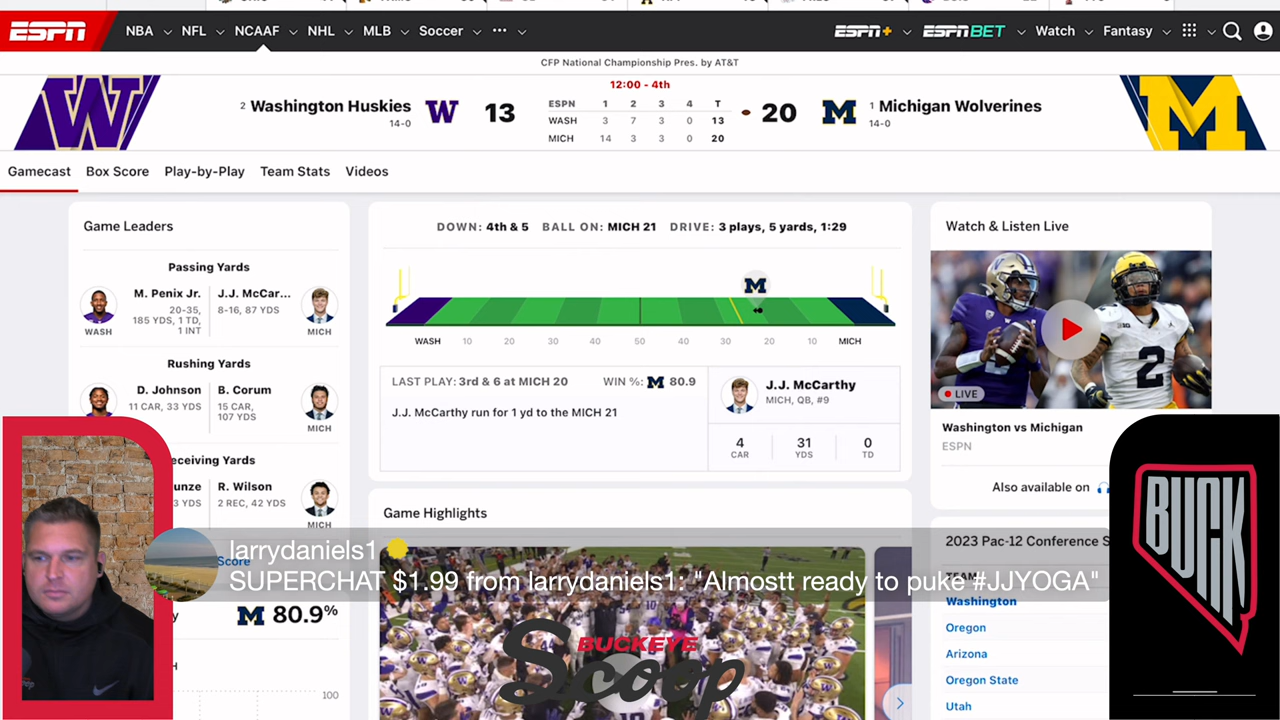 ESPN NBA NFL NCAAF NHL MLB Soccer ••• ESPN+ ESPN BET Watch Fantasy
CFP National Championship Pres. by AT&T
12:00 - 4th
2 Washington Huskies W 13
14-0
ESPN 1 2 3 4 T
WASH 3 7 3 0 13
MICH 14 3 3 0 20
20 M 1 Michigan Wolverines
14-0
W
M
Gamecast Box Score Play-by-Play Team Stats Videos
Game Leaders
Passing Yards
M. Penix Jr. J.J. McCar...
20-35, 8-16, 87 YDS
185 YDS, 1 TD,
1 INT
WASH MICH
Rushing Yards
D. Johnson B. Corum
11 CAR, 33 YDS 15 CAR,
107 YDS
MICH
eceiving Yards
unze R. Wilson
3 YDS 2 REC, 42 YDS
MICH
Score
y M 80.9%
H
100
DOWN: 4th & 5 BALL ON: MICH 21 DRIVE: 3 plays, 5 yards, 1:29
M
WASH 10 20 30 40 50 40 30 20 10 MICH
LAST PLAY: 3rd & 6 at MICH 20 WIN %: M 80.9
J.J. McCarthy run for 1 yd to the MICH 21
J.J. McCarthy
MICH, QB, #9
4 31 0
CAR YDS TD
Game Highlights
Watch & Listen Live
2
LIVE
Washington vs Michigan
ESPN
Also available on
2023 Pac-12 Conference S
TEAM
Washington
Oregon
Arizona
Oregon State
Utah
larrydaniels1
SUPERCHAT $1.99 from larrydaniels1: "Almostt ready to puke #JJYOGA"
BUCKEYE
Scoop
BUCK